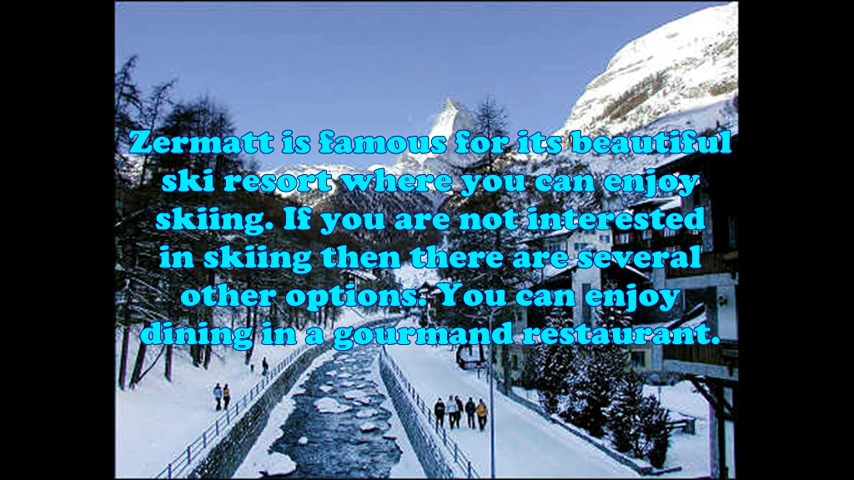 Zermatt is famous for its beautiful
ski resort where you can enjoy
skiing. If you are not interested
in skiing then there are several
other options. You can enjoy
dining in a gourmand restaurant.